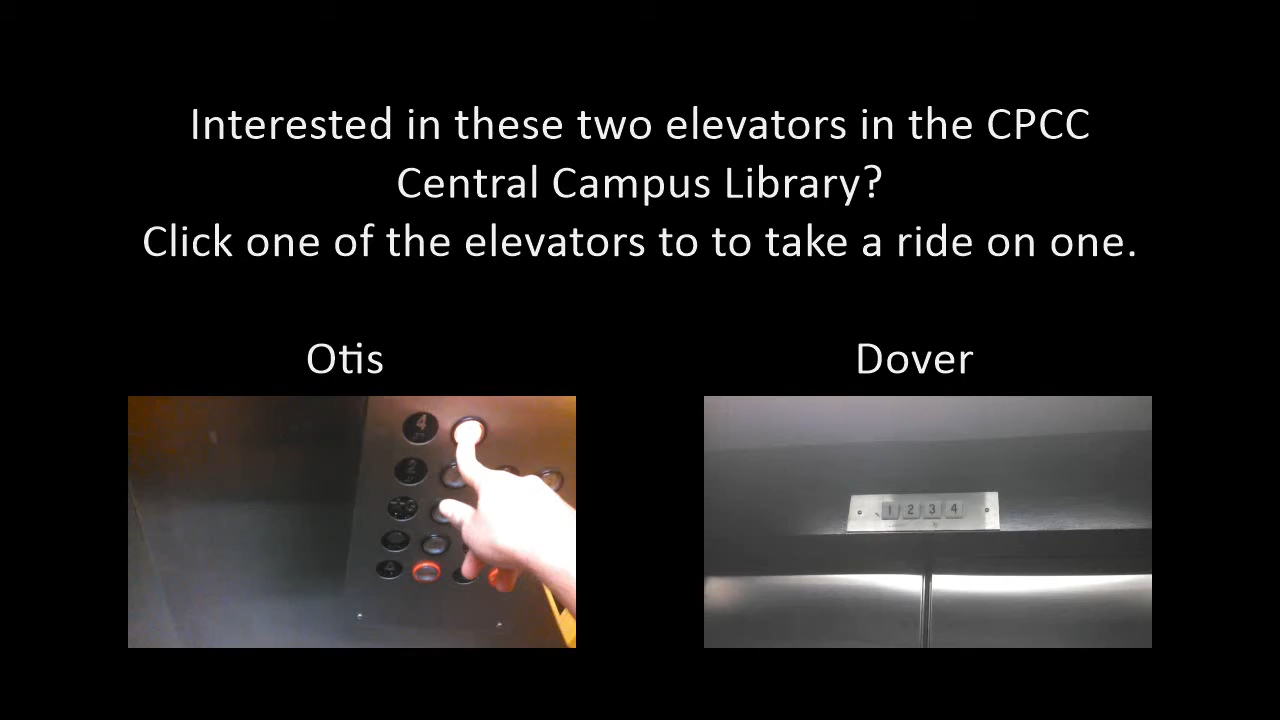 Interested in these two elevators in the CPCC
Central Campus Library?
Click one of the elevators to to take a ride on one.
Otis
Dover
4
2
1 2 3 4